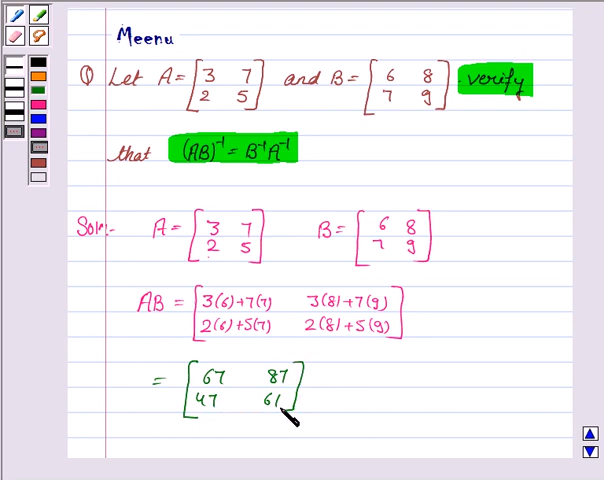 Meenu
Q Let A = [3 7 and B = [6 8 verify
2 5] 7 9]
that (AB)⁻¹ = B⁻¹A⁻¹
Soln:- A = [3 7 B = [6 8
2 5] 7 9]
AB = [3(6)+7(7) 3(8)+7(9)
2(6)+5(7) 2(8)+5(9)]
= [67 87
47 61]